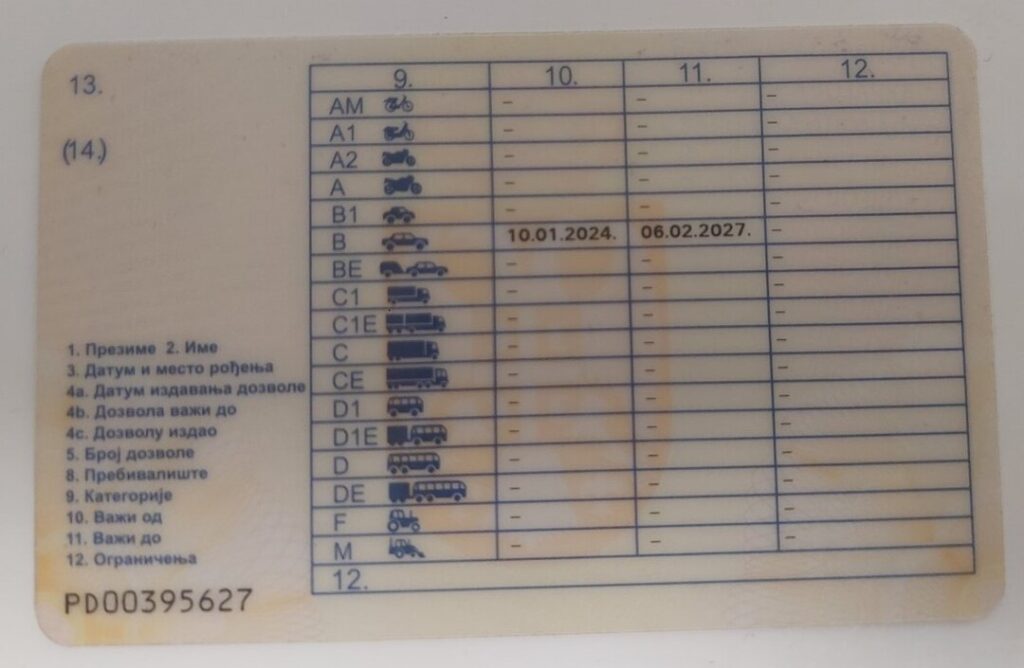 13.
(14.)
1. Презиме 2. Име
3. Датум и место рођења
4a. Датум издавања дозволе
4b. Дозвола важи до
4c. Дозволу издао
5. Број дозволе
8. Пребивалиште
9. Категорије
10. Важи од
11. Важи до
12. Ограничења
PD00395627
9. 10. 11. 12.
AM – – –
A1 – – –
A2 – – –
A – – –
B1 – – –
B 10.01.2024. 06.02.2027. –
BE – – –
C1 – – –
C1E – – –
C – – –
CE – – –
D1 – – –
D1E – – –
D – – –
DE – – –
F – – –
M – – –
12.